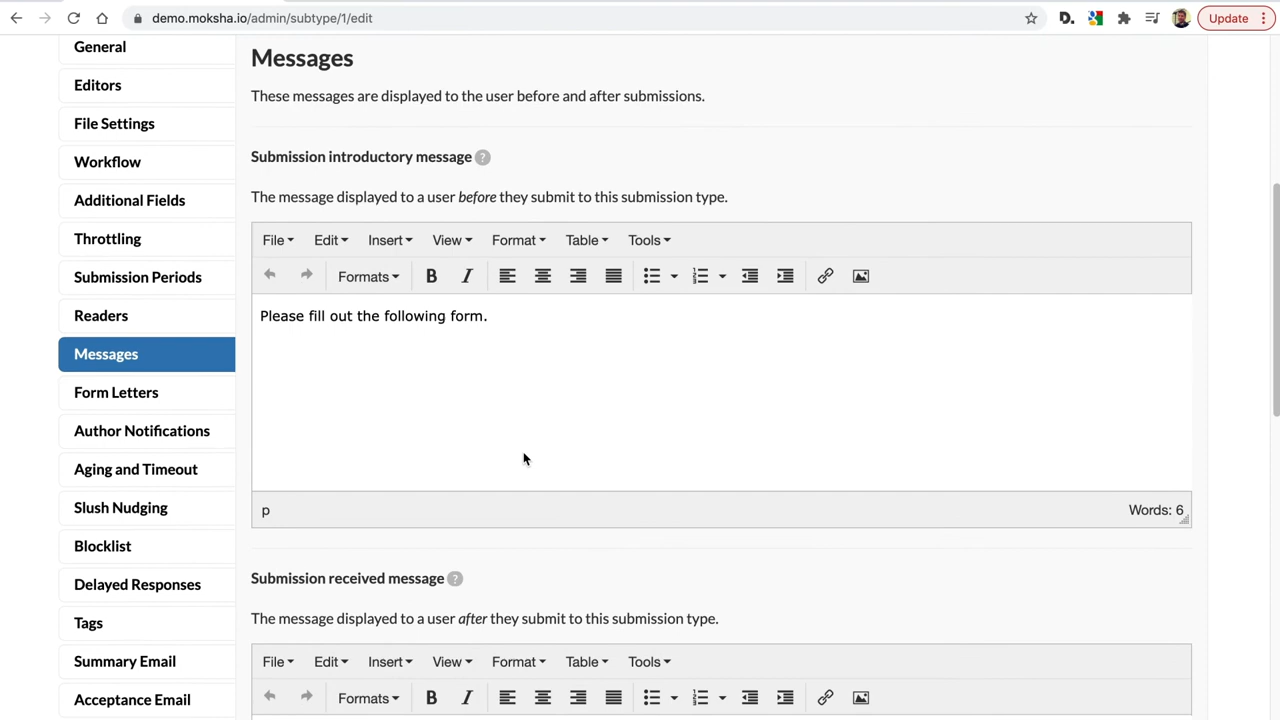 demo.moksha.io/admin/subtype/1/edit
D.
Update
General
Editors
File Settings
Workflow
Additional Fields
Throttling
Submission Periods
Readers
Messages
Form Letters
Author Notifications
Aging and Timeout
Slush Nudging
Blocklist
Delayed Responses
Tags
Summary Email
Acceptance Email
Messages
These messages are displayed to the user before and after submissions.
Submission introductory message ?
The message displayed to a user before they submit to this submission type.
File Edit Insert View Format Table Tools
Formats B I
Please fill out the following form.
p Words: 6
Submission received message ?
The message displayed to a user after they submit to this submission type.
File Edit Insert View Format Table Tools
Formats B I